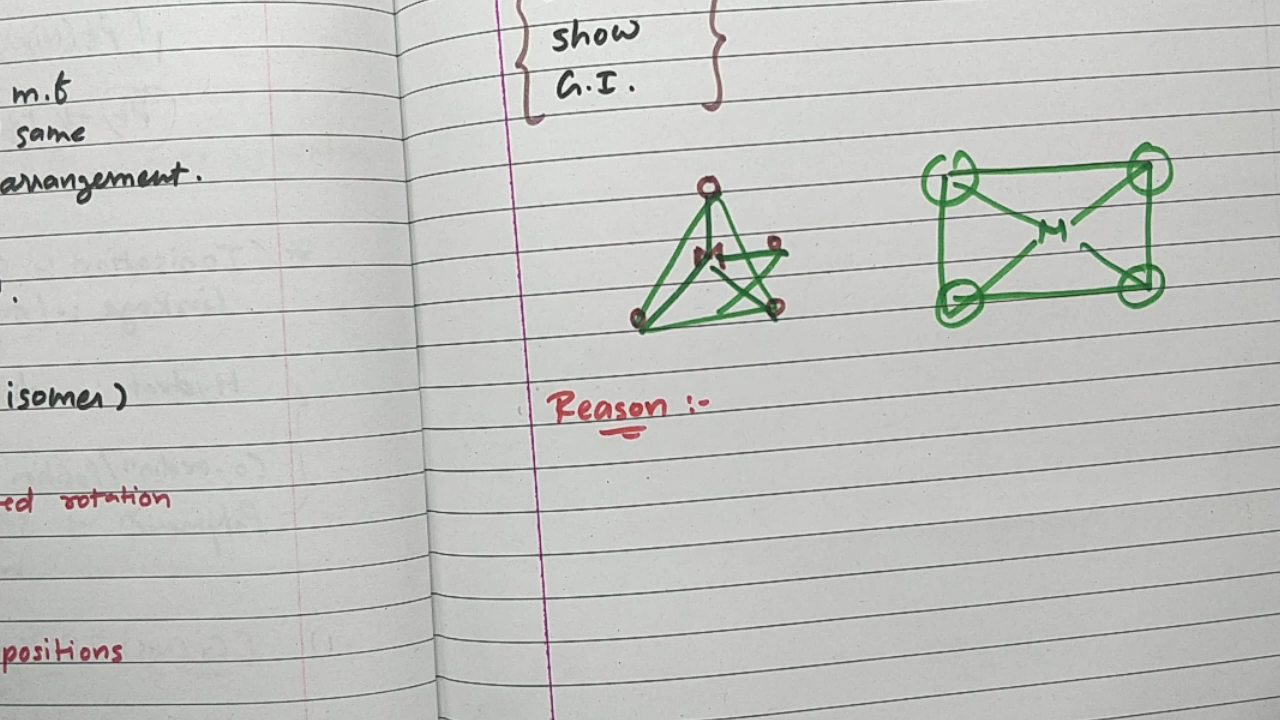 m.f
same
arrangement.
isomer)
ed rotation
positions
show
G.I.
M
M
Reason :-